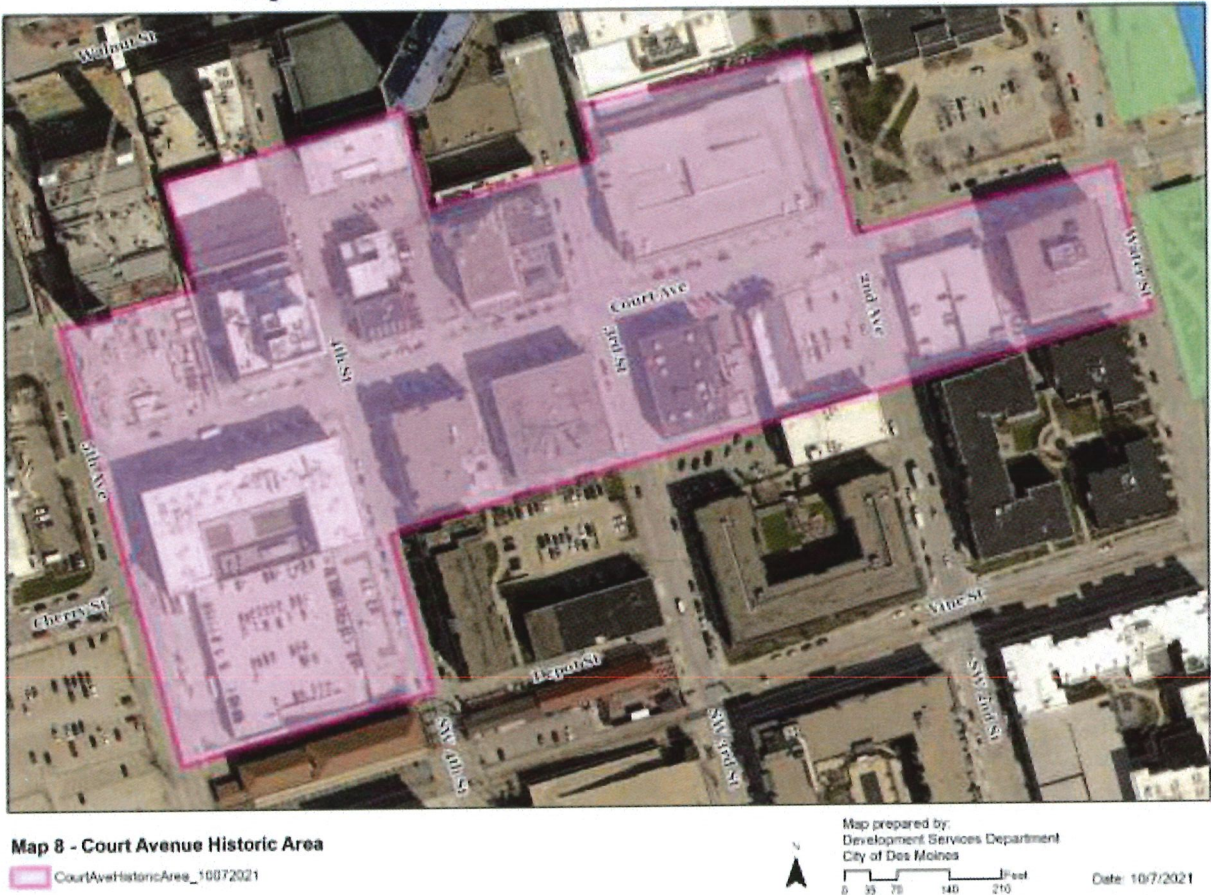 Walnut St
Court Ave
Water St
2nd Ave
3rd St
4th St
5th Ave
Cherry St
Vine St
Depot St
SW 2nd St
SW 3rd St
SW 4th St
Map 8 - Court Avenue Historic Area
CourtAveHistoricArea_10072021
N
Map prepared by:
Development Services Department
City of Des Moines
Feet
0 35 70 140 210
Date: 10/7/2021